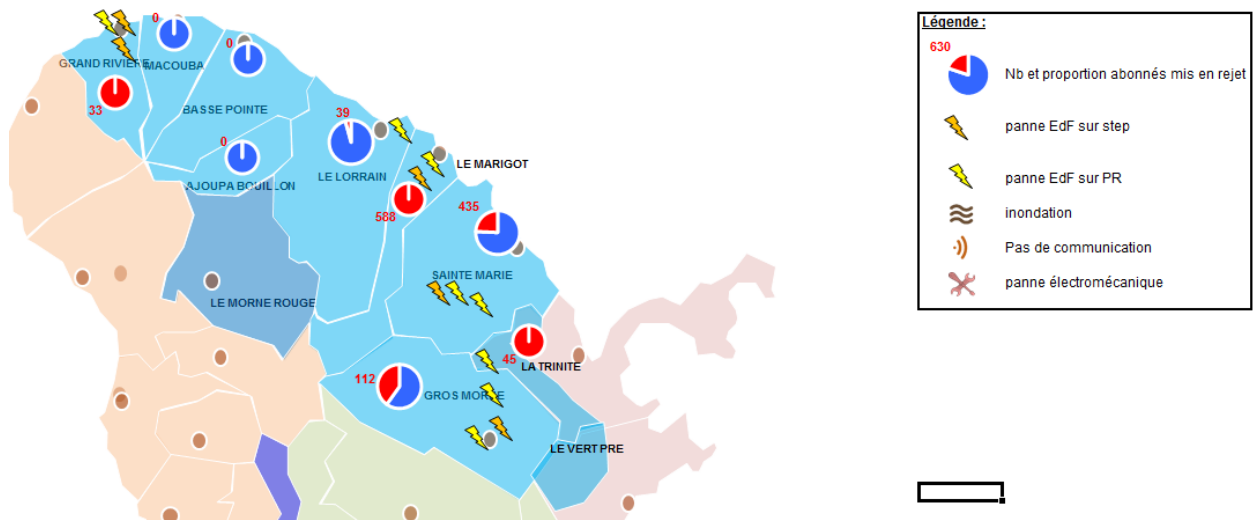 0
0
GRAND RIVIERE
MACOUBA
33
BASSE POINTE
0
AJOUPA BOUILLON
39
LE LORRAIN
LE MARIGOT
588
435
SAINTE MARIE
LE MORNE ROUGE
45
LA TRINITE
112
GROS MORNE
LE VERT PRE
Légende :
630
Nb et proportion abonnés mis en rejet
panne EdF sur step
panne EdF sur PR
inondation
Pas de communication
panne électromécanique